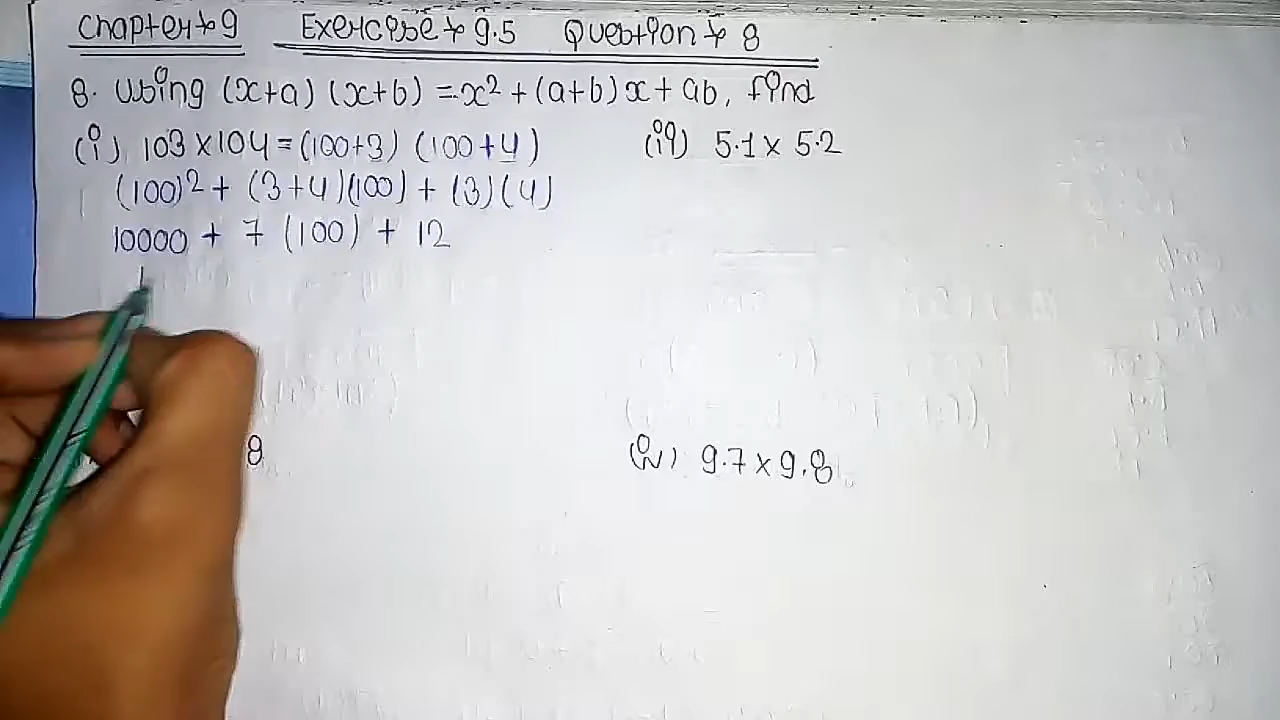 Chapter → 9 Exercise → 9.5 Question → 8
8. Using (x+a) (x+b) = x² + (a+b)x + ab, find
(i) 103 x 104 = (100+3) (100+4)
(100)² + (3+4)(100) + (3)(4)
10000 + 7 (100) + 12
(ii) 5.1 x 5.2
8
(iv) 9.7 x 9.8